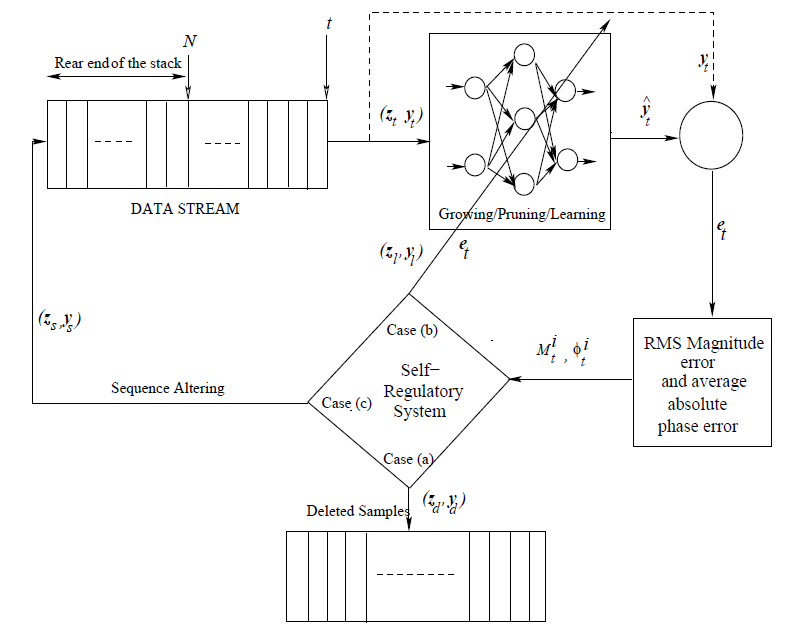 t
N
Rear end of the stack
y_t
(z_t, y_t)
ŷ_t
DATA STREAM
Growing/Pruning/Learning
(z_l, y_l)
e_t
e_t
(z_s, y_s)
Case (b)
M_t^i , ϕ_t^i
RMS Magnitude
error
and average
absolute
phase error
Self–
Regulatory
System
Sequence Altering
Case (c)
Case (a)
Deleted Samples
(z_d, y_d)